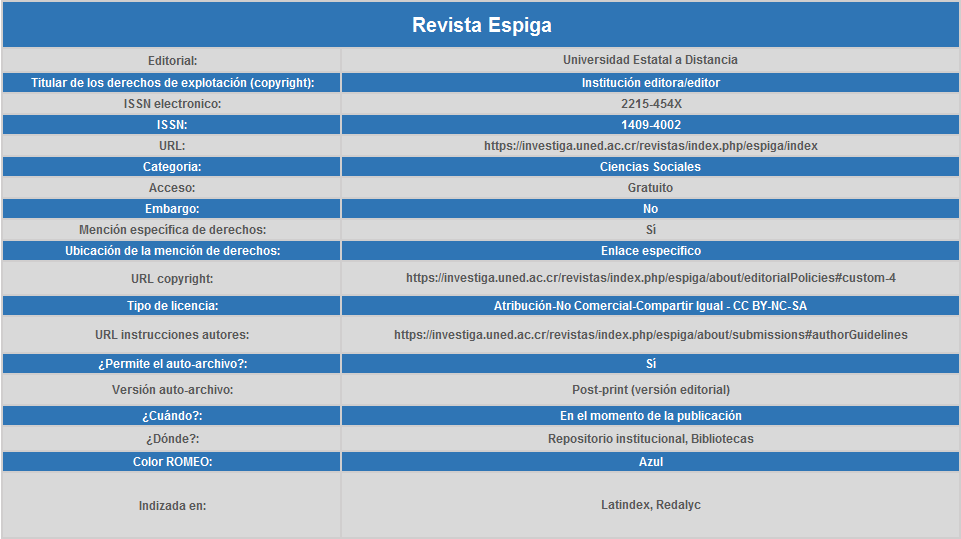 Revista Espiga
Editorial: Universidad Estatal a Distancia
Titular de los derechos de explotación (copyright): Institución editora/editor
ISSN electronico: 2215-454X
ISSN: 1409-4002
URL: https://investiga.uned.ac.cr/revistas/index.php/espiga/index
Categoría: Ciencias Sociales
Acceso: Gratuito
Embargo: No
Mención específica de derechos: Sí
Ubicación de la mención de derechos: Enlace específico
URL copyright: https://investiga.uned.ac.cr/revistas/index.php/espiga/about/editorialPolicies#custom-4
Tipo de licencia: Atribución-No Comercial-Compartir Igual - CC BY-NC-SA
URL instrucciones autores: https://investiga.uned.ac.cr/revistas/index.php/espiga/about/submissions#authorGuidelines
¿Permite el auto-archivo?: Sí
Versión auto-archivo: Post-print (versión editorial)
¿Cuándo?: En el momento de la publicación
¿Dónde?: Repositorio institucional, Bibliotecas
Color ROMEO: Azul
Indizada en: Latindex, Redalyc